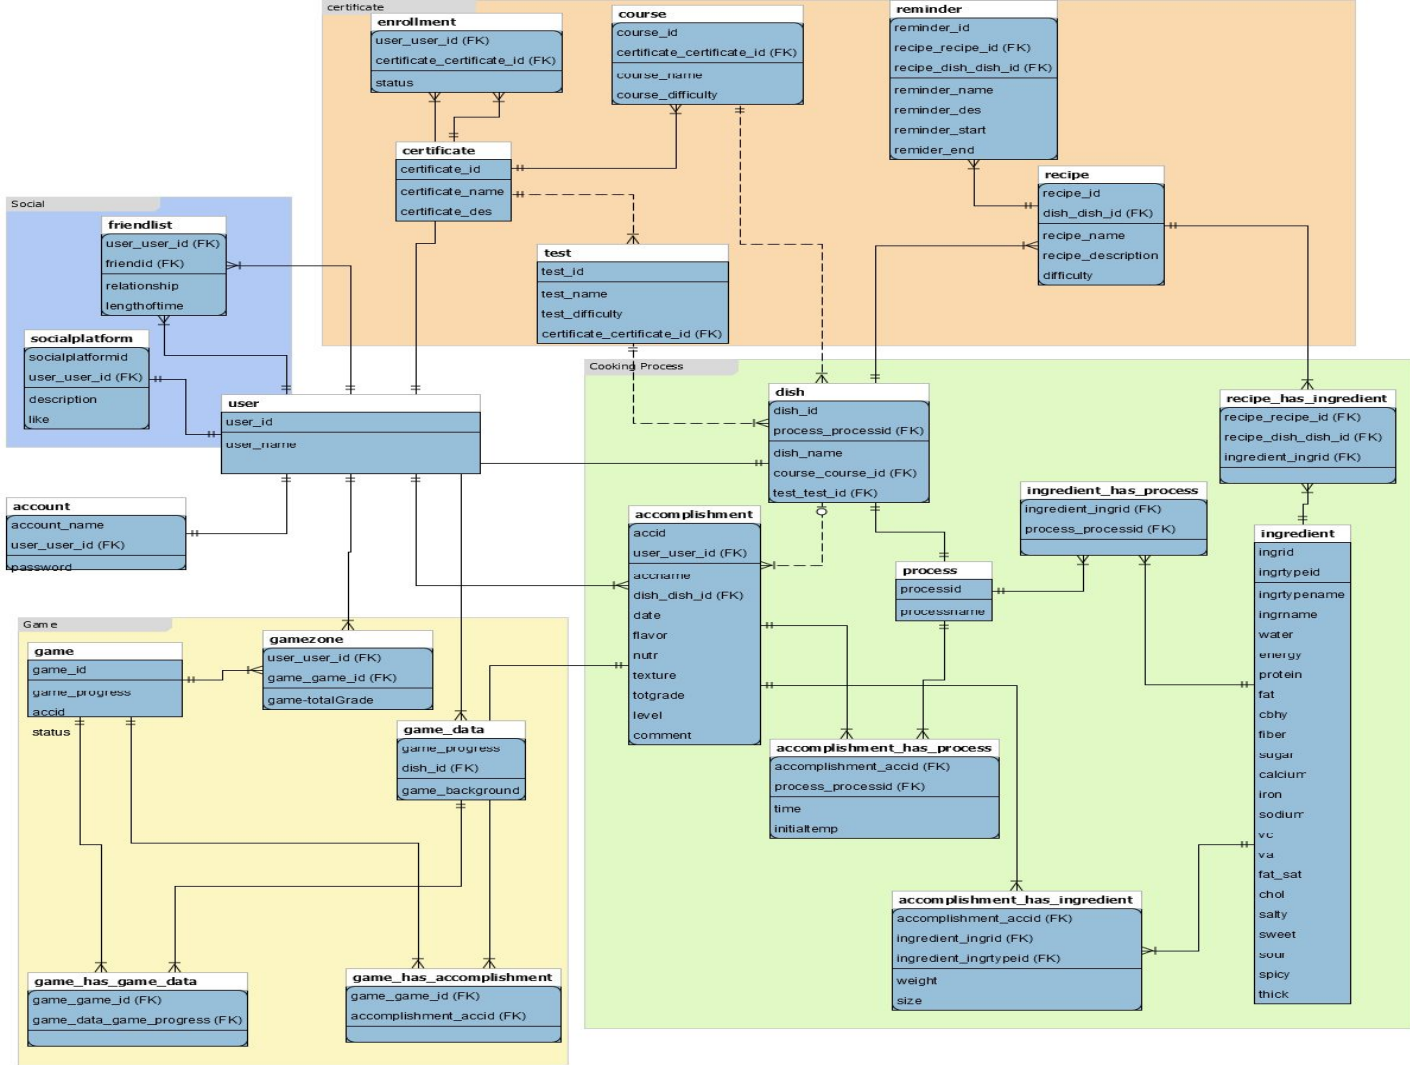 certificate
enrollment
user_user_id (FK)
certificate_certificate_id (FK)
status
course
course_id
certificate_certificate_id (FK)
course_name
course_difficulty
reminder
reminder_id
recipe_recipe_id (FK)
recipe_dish_dish_id (FK)
reminder_name
reminder_des
reminder_start
remider_end
certificate
certificate_id
certificate_name
certificate_des
recipe
recipe_id
dish_dish_id (FK)
recipe_name
recipe_description
difficulty
test
test_id
test_name
test_difficulty
certificate_certificate_id (FK)
Social
friendlist
user_user_id (FK)
friendid (FK)
relationship
lengthoftime
socialplatform
socialplatformid
user_user_id (FK)
description
like
user
user_id
user_name
account
account_name
user_user_id (FK)
password
Cooking Process
dish
dish_id
process_processid (FK)
dish_name
course_course_id (FK)
test_test_id (FK)
recipe_has_ingredient
recipe_recipe_id (FK)
recipe_dish_dish_id (FK)
ingredient_ingrid (FK)
ingredient_has_process
ingredient_ingrid (FK)
process_processid (FK)
accomplishment
accid
user_user_id (FK)
accname
dish_dish_id (FK)
date
flavor
nutr
texture
totgrade
level
comment
process
processid
processname
ingredient
ingrid
ingrtypeid
ingrtypename
ingrname
water
energy
protein
fat
cbhy
fiber
sugar
calcium
iron
sodium
vc
va
fat_sat
chol
salty
sweet
sour
spicy
thick
accomplishment_has_process
accomplishment_accid (FK)
process_processid (FK)
time
initialtemp
accomplishment_has_ingredient
accomplishment_accid (FK)
ingredient_ingrid (FK)
ingredient_ingrtypeid (FK)
weight
size
Game
game
game_id
game_progress
accid
status
gamezone
user_user_id (FK)
game_game_id (FK)
game-totalGrade
game_data
game_progress
dish_id (FK)
game_background
game_has_game_data
game_game_id (FK)
game_data_game_progress (FK)
game_has_accomplishment
game_game_id (FK)
accomplishment_accid (FK)